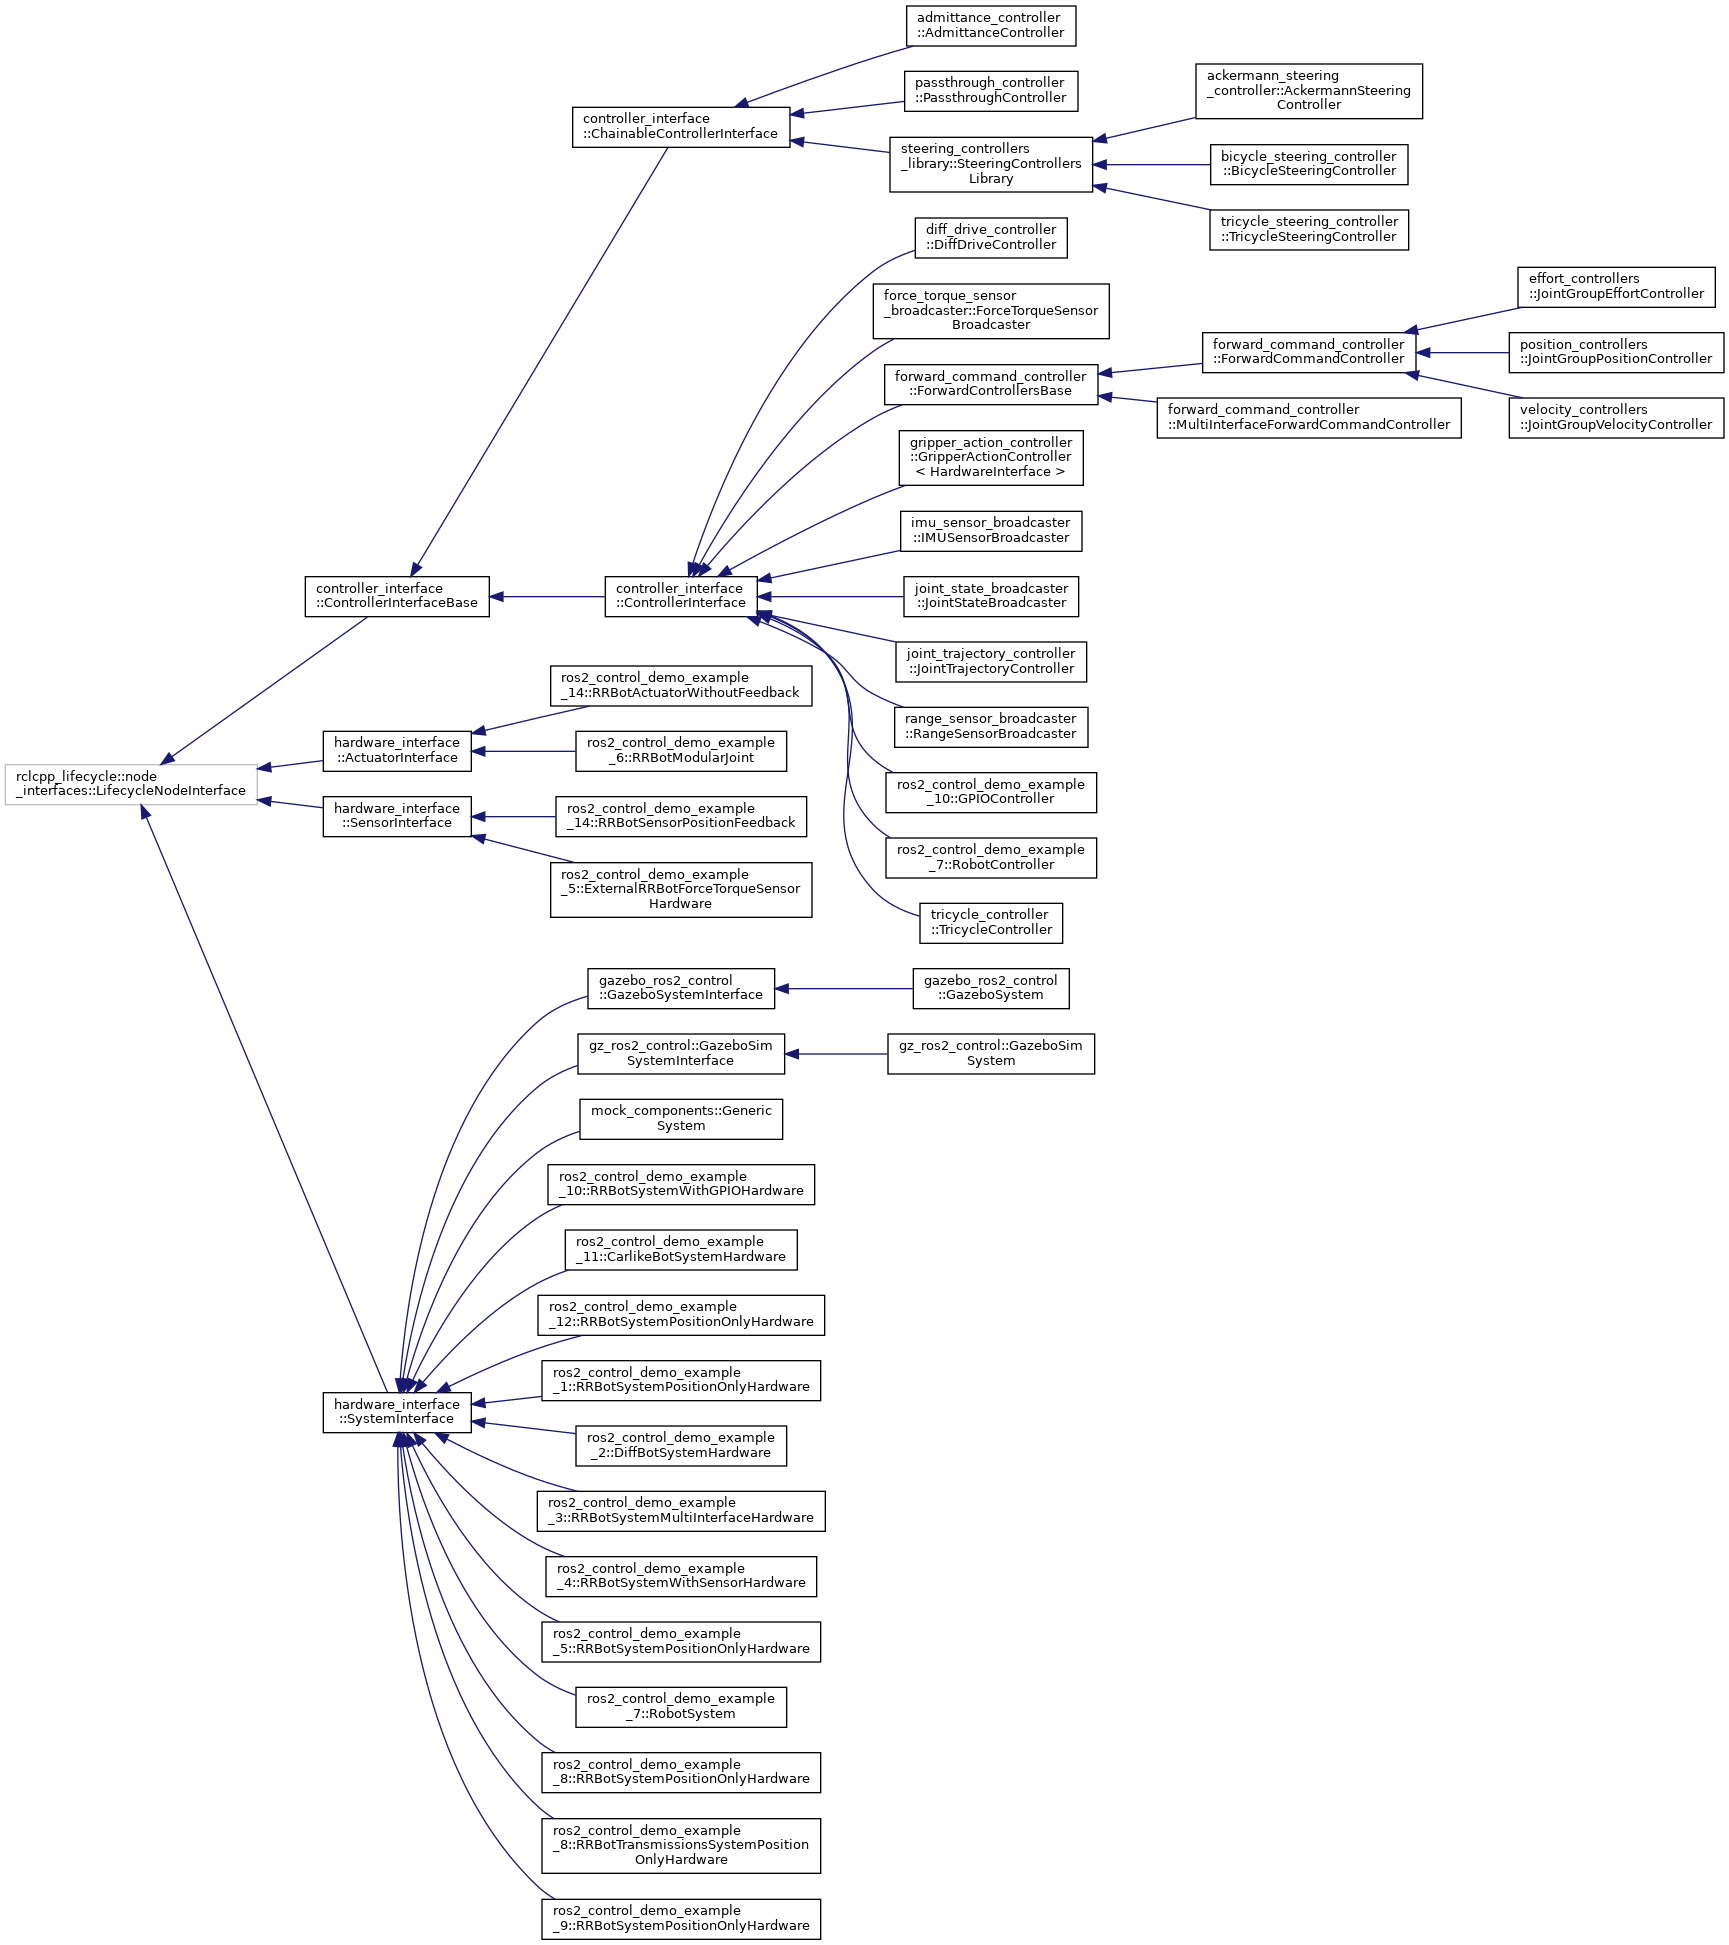 admittance_controller
::AdmittanceController
passthrough_controller
::PassthroughController
ackermann_steering
_controller::AckermannSteering
Controller
controller_interface
::ChainableControllerInterface
steering_controllers
_library::SteeringControllers
Library
bicycle_steering_controller
::BicycleSteeringController
tricycle_steering_controller
::TricycleSteeringController
diff_drive_controller
::DiffDriveController
force_torque_sensor
_broadcaster::ForceTorqueSensor
Broadcaster
effort_controllers
::JointGroupEffortController
forward_command_controller
::ForwardCommandController
position_controllers
::JointGroupPositionController
forward_command_controller
::ForwardControllersBase
forward_command_controller
::MultiInterfaceForwardCommandController
velocity_controllers
::JointGroupVelocityController
gripper_action_controller
::GripperActionController
< HardwareInterface >
imu_sensor_broadcaster
::IMUSensorBroadcaster
controller_interface
::ControllerInterfaceBase
controller_interface
::ControllerInterface
joint_state_broadcaster
::JointStateBroadcaster
joint_trajectory_controller
::JointTrajectoryController
ros2_control_demo_example
_14::RRBotActuatorWithoutFeedback
range_sensor_broadcaster
::RangeSensorBroadcaster
hardware_interface
::ActuatorInterface
ros2_control_demo_example
_6::RRBotModularJoint
rclcpp_lifecycle::node
_interfaces::LifecycleNodeInterface
ros2_control_demo_example
_10::GPIOController
hardware_interface
::SensorInterface
ros2_control_demo_example
_14::RRBotSensorPositionFeedback
ros2_control_demo_example
_7::RobotController
ros2_control_demo_example
_5::ExternalRRBotForceTorqueSensor
Hardware
tricycle_controller
::TricycleController
gazebo_ros2_control
::GazeboSystemInterface
gazebo_ros2_control
::GazeboSystem
gz_ros2_control::GazeboSim
SystemInterface
gz_ros2_control::GazeboSim
System
mock_components::Generic
System
ros2_control_demo_example
_10::RRBotSystemWithGPIOHardware
ros2_control_demo_example
_11::CarlikeBotSystemHardware
ros2_control_demo_example
_12::RRBotSystemPositionOnlyHardware
ros2_control_demo_example
_1::RRBotSystemPositionOnlyHardware
hardware_interface
::SystemInterface
ros2_control_demo_example
_2::DiffBotSystemHardware
ros2_control_demo_example
_3::RRBotSystemMultiInterfaceHardware
ros2_control_demo_example
_4::RRBotSystemWithSensorHardware
ros2_control_demo_example
_5::RRBotSystemPositionOnlyHardware
ros2_control_demo_example
_7::RobotSystem
ros2_control_demo_example
_8::RRBotSystemPositionOnlyHardware
ros2_control_demo_example
_8::RRBotTransmissionsSystemPosition
OnlyHardware
ros2_control_demo_example
_9::RRBotSystemPositionOnlyHardware